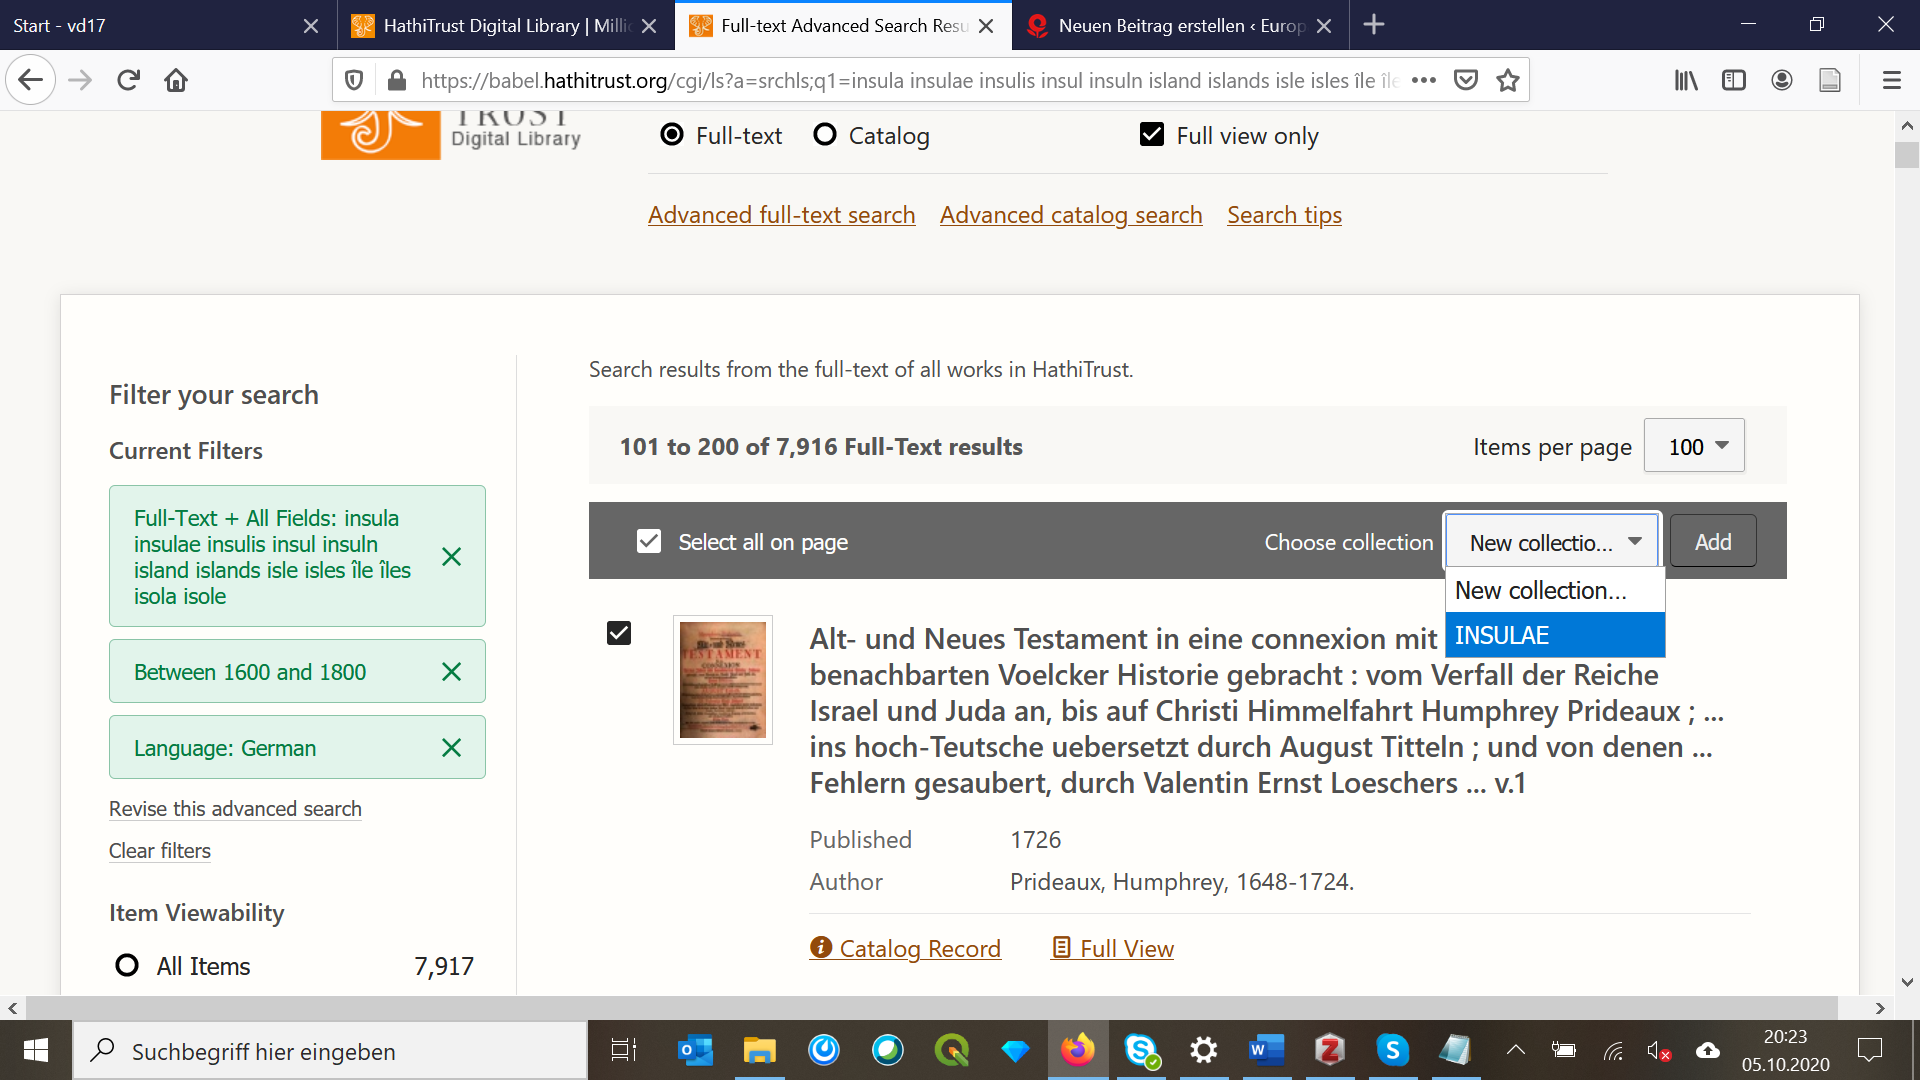 Start - vd17
HathiTrust Digital Library | Millic
Full-text Advanced Search Resu
Neuen Beitrag erstellen ‹ Europ
https://babel.hathitrust.org/cgi/ls?a=srchls;q1=insula insulae insulis insul insuln island islands isle isles île île
TRUST
Digital Library
Full-text
Catalog
Full view only
Advanced full-text search
Advanced catalog search
Search tips
Filter your search
Current Filters
Full-Text + All Fields: insula
insulae insulis insul insuln
island islands isle isles île îles
isola isole
Between 1600 and 1800
Language: German
Revise this advanced search
Clear filters
Item Viewability
All Items 7,917
Search results from the full-text of all works in HathiTrust.
101 to 200 of 7,916 Full-Text results
Items per page 100
Select all on page
Choose collection New collectio... Add
New collection...
INSULAE
TESTAMENT
Alt- und Neues Testament in eine connexion mit
benachbarten Voelcker Historie gebracht : vom Verfall der Reiche
Israel und Juda an, bis auf Christi Himmelfahrt Humphrey Prideaux ; ...
ins hoch-Teutsche uebersetzt durch August Titteln ; und von denen ...
Fehlern gesaubert, durch Valentin Ernst Loeschers ... v.1
Published 1726
Author Prideaux, Humphrey, 1648-1724.
Catalog Record
Full View
Suchbegriff hier eingeben
20:23
05.10.2020